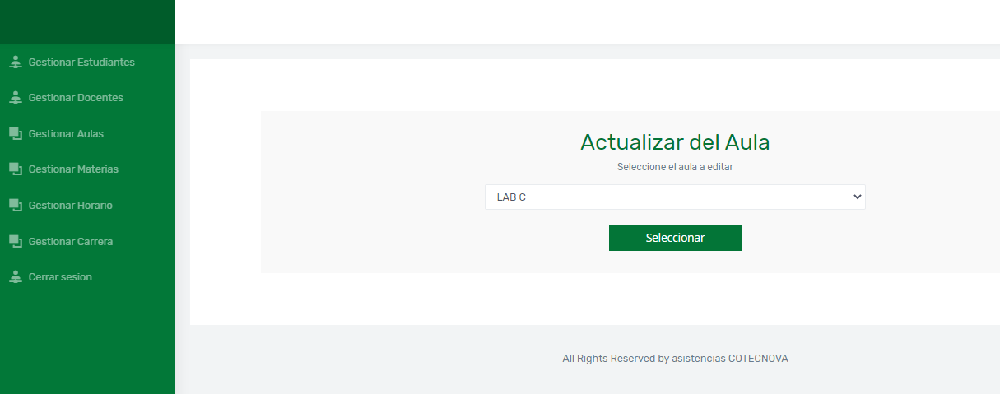 Gestionar Estudiantes
Gestionar Docentes
Gestionar Aulas
Gestionar Materias
Gestionar Horario
Gestionar Carrera
Cerrar sesion
Actualizar del Aula
Seleccione el aula a editar
LAB C
Seleccionar
All Rights Reserved by asistencias COTECNOVA